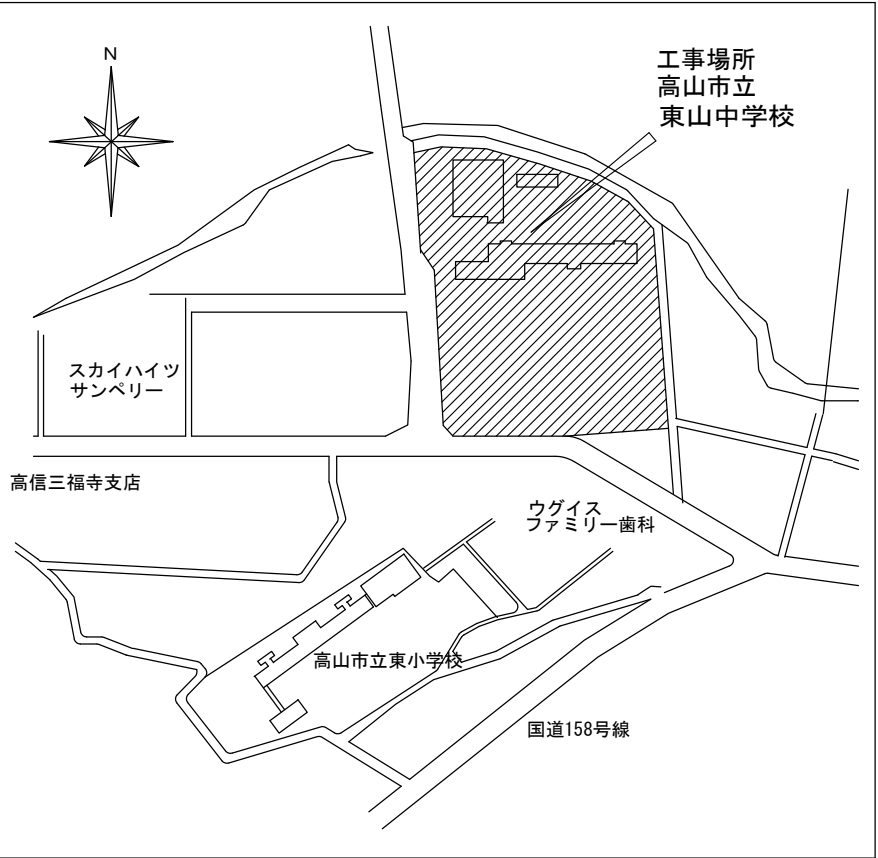 N
工事場所
高山市立
東山中学校
スカイハイツ
サンペリー
高信三福寺支店
ウグイス
ファミリー歯科
高山市立東小学校
国道158号線